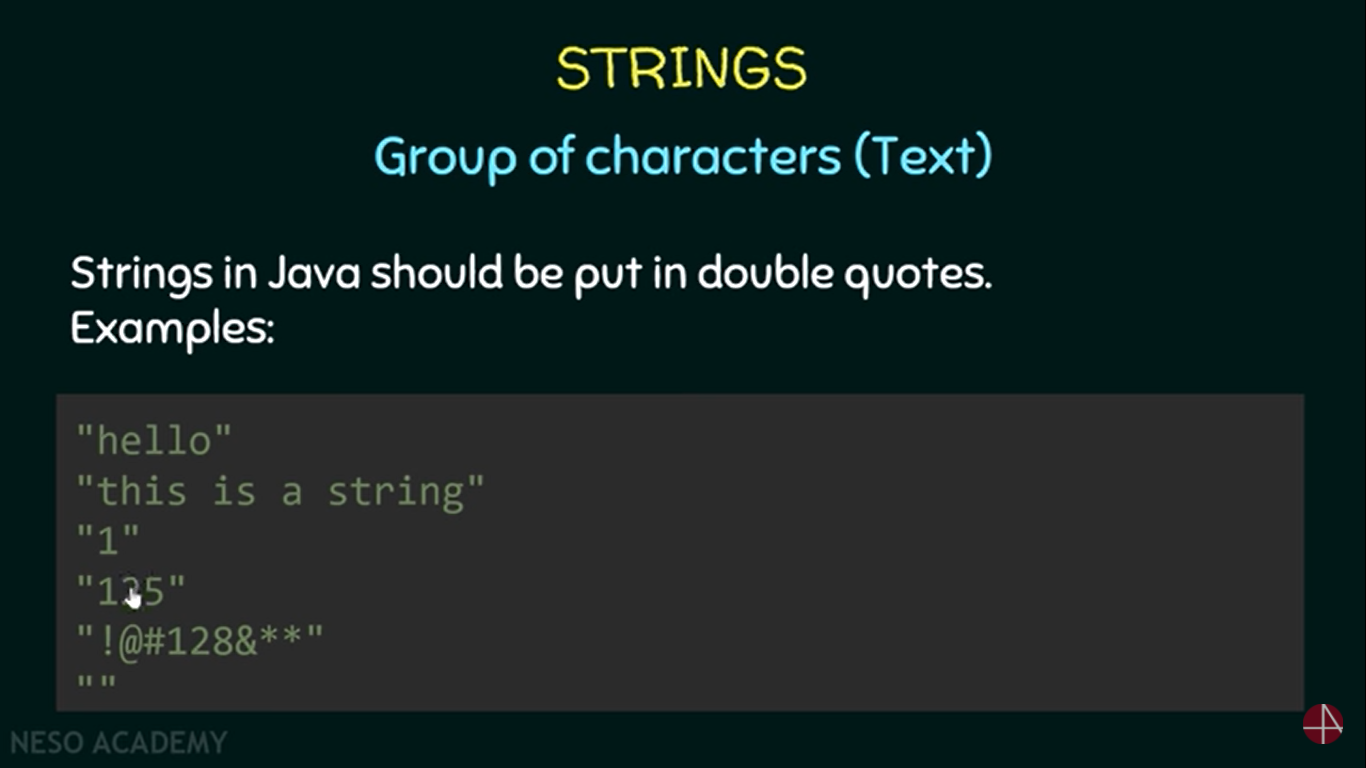 STRINGS
Group of characters (Text)
Strings in Java should be put in double quotes.
Examples:
"hello"
"this is a string"
"1"
"!@#128&**"
""
NESO ACADEMY